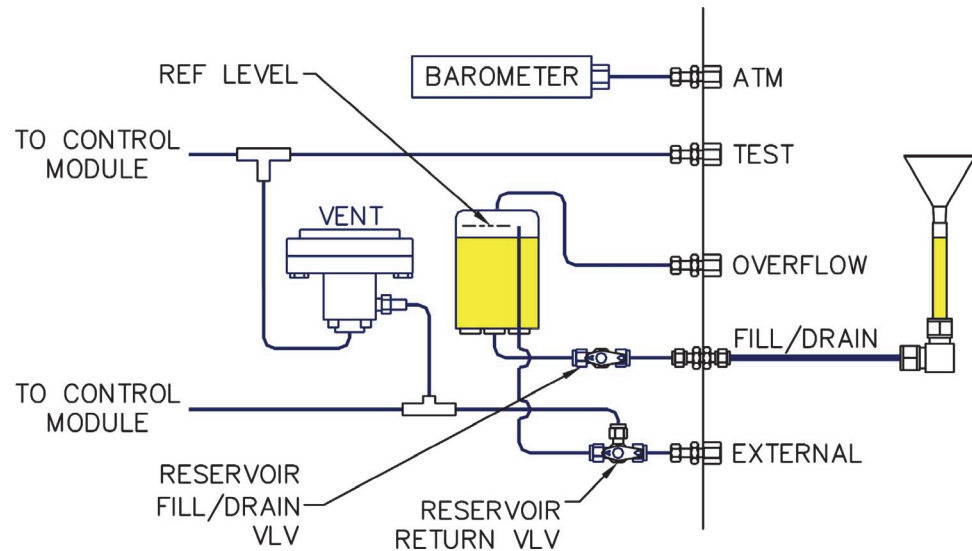 REF LEVEL
BAROMETER
ATM
TO CONTROL
MODULE
TEST
VENT
OVERFLOW
FILL/DRAIN
TO CONTROL
MODULE
EXTERNAL
RESERVOIR
FILL/DRAIN
VLV
RESERVOIR
RETURN VLV